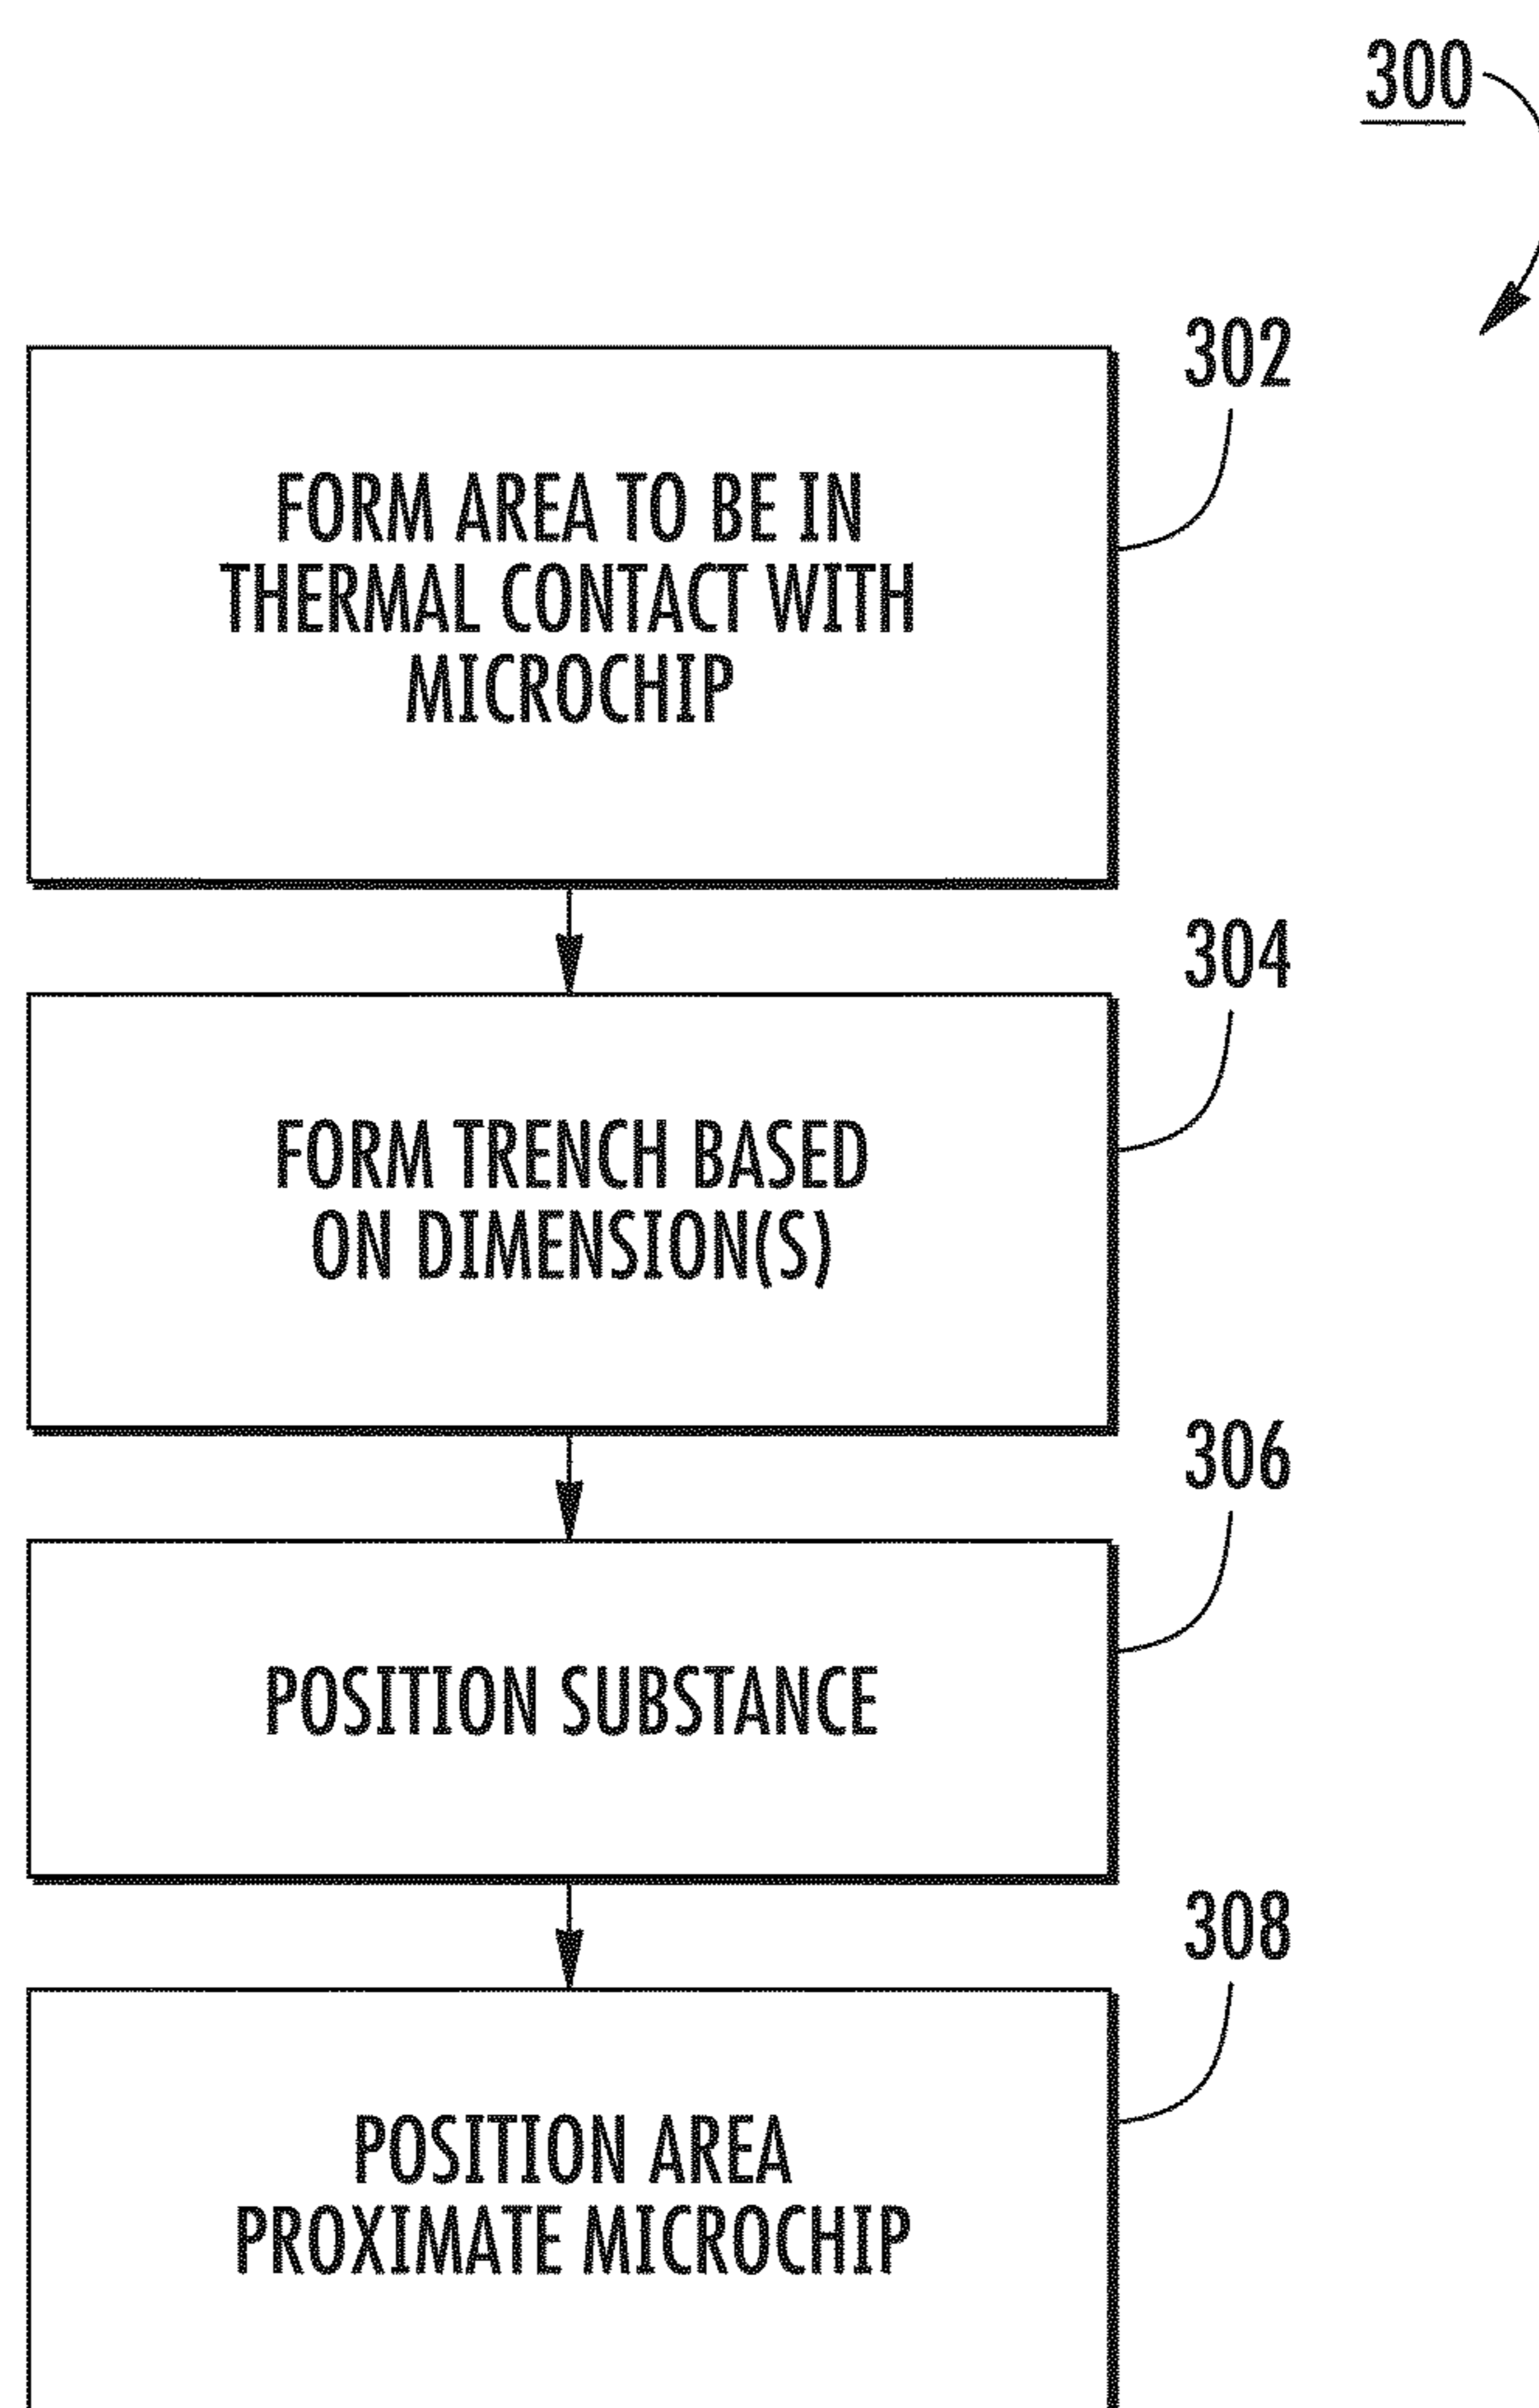 300
302
FORM AREA TO BE IN
THERMAL CONTACT WITH
MICROCHIP
304
FORM TRENCH BASED
ON DIMENSION(S)
306
POSITION SUBSTANCE
308
POSITION AREA
PROXIMATE MICROCHIP